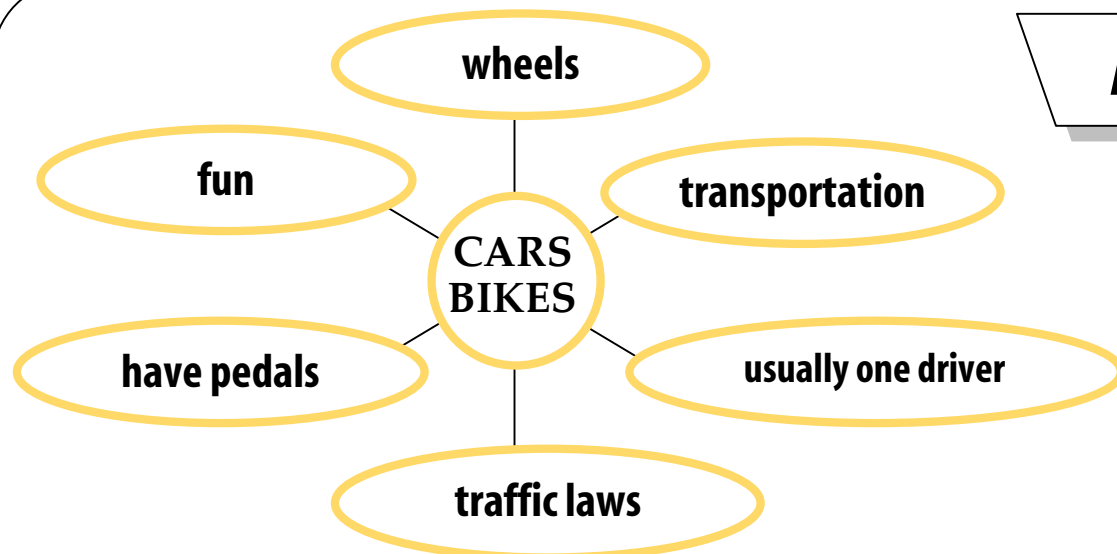 wheels
fun
transportation
CARS
BIKES
have pedals
usually one driver
traffic laws